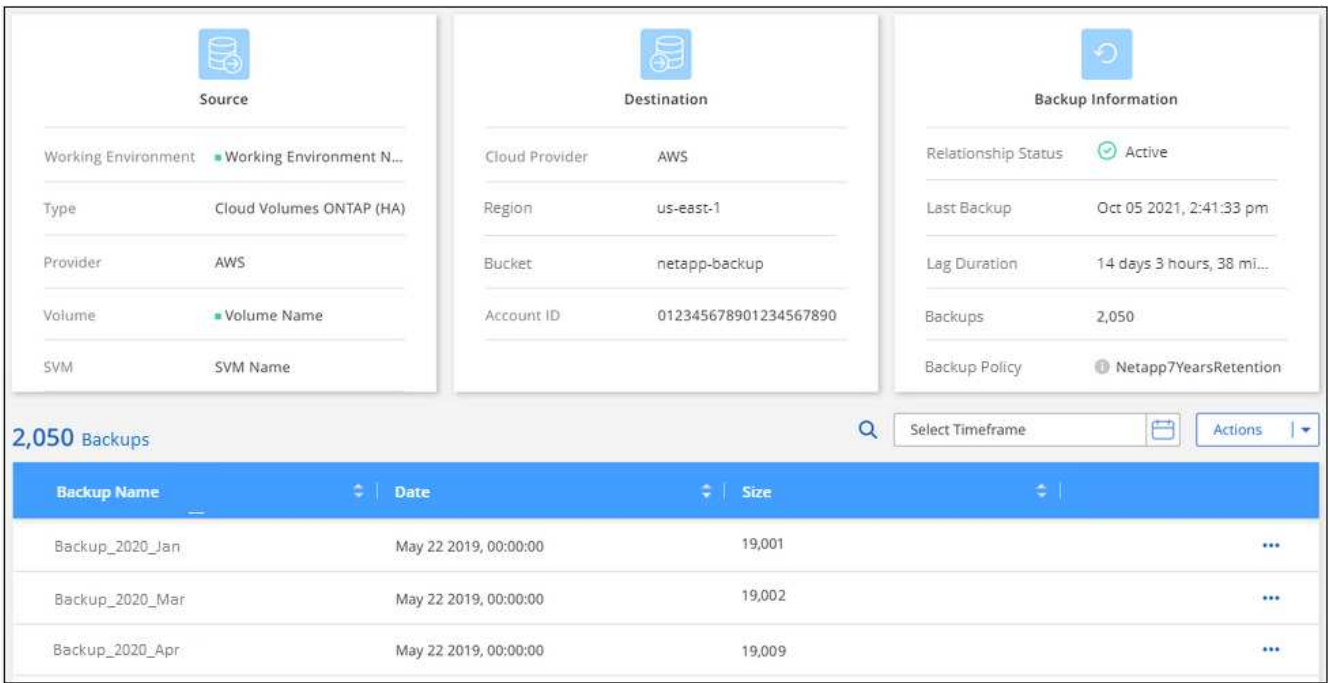 Source
Working Environment Working Environment N...
Type Cloud Volumes ONTAP (HA)
Provider AWS
Volume Volume Name
SVM SVM Name
Destination
Cloud Provider AWS
Region us-east-1
Bucket netapp-backup
Account ID 012345678901234567890
Backup Information
Relationship Status Active
Last Backup Oct 05 2021, 2:41:33 pm
Lag Duration 14 days 3 hours, 38 mi...
Backups 2,050
Backup Policy Netapp7YearsRetention
2,050 Backups
Select Timeframe
Actions
Backup Name Date Size
Backup_2020_Jan May 22 2019, 00:00:00 19,001
Backup_2020_Mar May 22 2019, 00:00:00 19,002
Backup_2020_Apr May 22 2019, 00:00:00 19,009